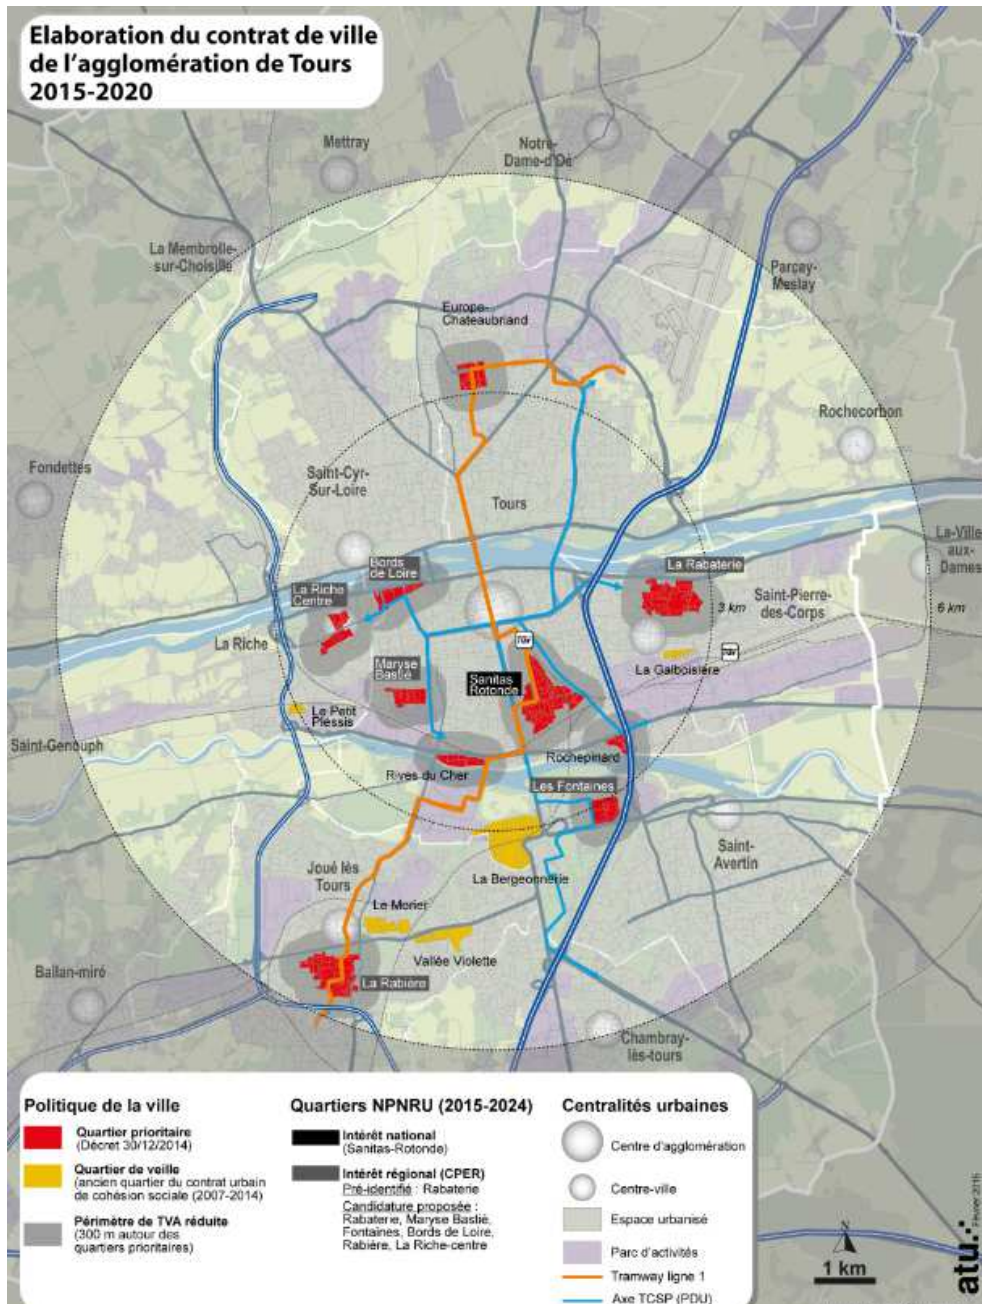 Elaboration du contrat de ville
de l'agglomération de Tours
2015-2020
Mettray
Notre-
Dame-d'Oé
La Membrolle-
sur-Choisille
Parçay-
Meslay
Europe-
Chateaubriand
Rochecorbon
Fondettes
Saint-Cyr-
Sur-Loire
Tours
La-Ville
aux-
Dames
Bords
de Loire
La Rabaterie
La Riche
Centre
Saint-Pierre-
des-Corps
3 km
6 km
La Riche
TGV
TGV
Maryse
Bastié
Sanitas
Rotonde
La Galboisière
Le Petit
Plessis
Saint-Genouph
Rochepinard
Rives du Cher
Les Fontaines
Saint-
Avertin
Joué lès
Tours
La Bergeonnerie
Le Morier
Vallée Violette
Ballan-miré
La Rabière
Chambray-
lès-tours
Politique de la ville
Quartier prioritaire
(Décret 30/12/2014)
Quartier de veille
(ancien quartier du contrat urbain
de cohésion sociale (2007-2014)
Périmètre de TVA réduite
(300 m autour des
quartiers prioritaires)
Quartiers NPNRU (2015-2024)
Intérêt national
(Sanitas-Rotonde)
Intérêt régional (CPER)
Pré-identifié : Rabaterie
Candidature proposée :
Rabaterie, Maryse Bastié,
Fontaines, Bords de Loire,
Rabière, La Riche-centre
Centralités urbaines
Centre d'agglomération
Centre-ville
Espace urbanisé
Parc d'activités
Tramway ligne 1
Axe TCSP (PDU)
N
1 km
atu